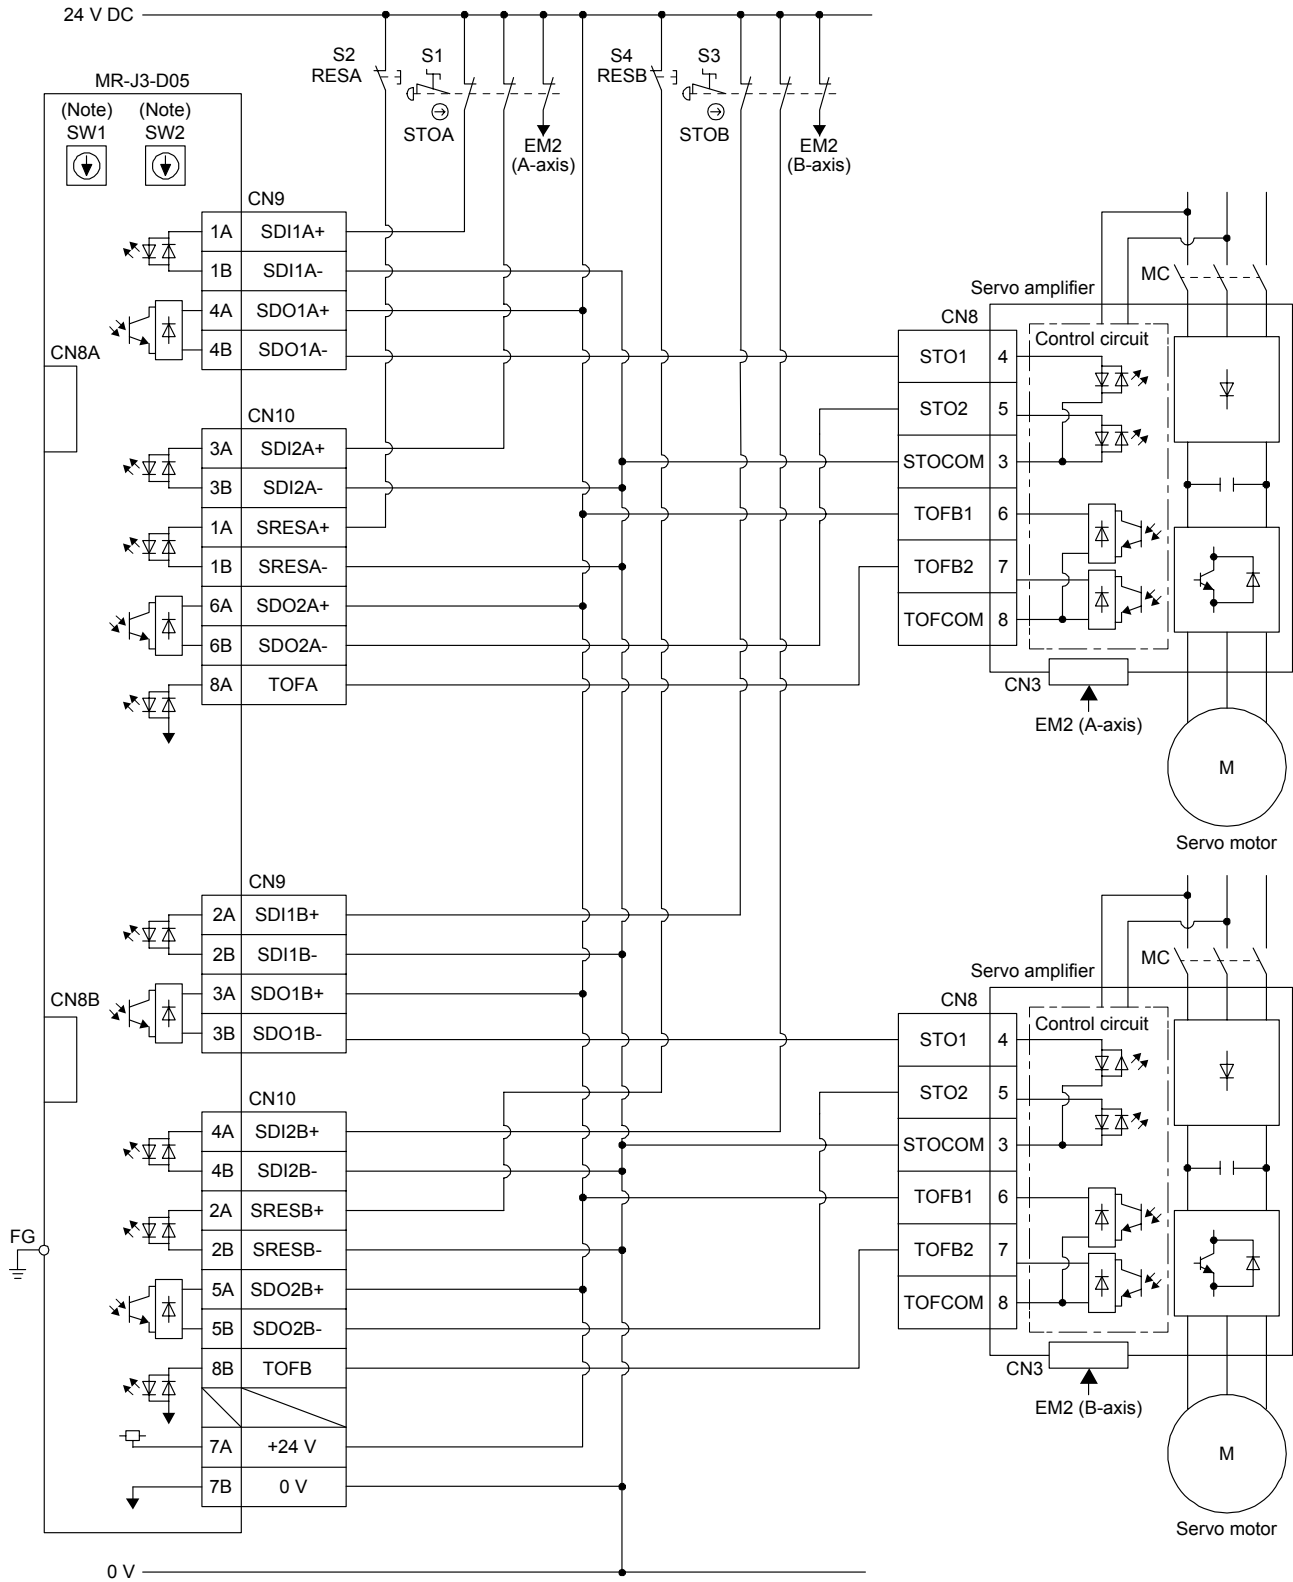 24 V DC
S2
RESA
S1
STOA
EM2
(A-axis)
S4
RESB
S3
STOB
EM2
(B-axis)
MR-J3-D05
(Note)
SW1
(Note)
SW2
CN9
1A SDI1A+
1B SDI1A-
4A SDO1A+
4B SDO1A-
CN8A
CN10
3A SDI2A+
3B SDI2A-
1A SRESA+
1B SRESA-
6A SDO2A+
6B SDO2A-
8A TOFA
MC
Servo amplifier
CN8
Control circuit
STO1 4
STO2 5
STOCOM 3
TOFB1 6
TOFB2 7
TOFCOM 8
CN3
EM2 (A-axis)
M
Servo motor
CN9
2A SDI1B+
2B SDI1B-
3A SDO1B+
3B SDO1B-
CN8B
CN10
4A SDI2B+
4B SDI2B-
2A SRESB+
2B SRESB-
5A SDO2B+
5B SDO2B-
8B TOFB
7A +24 V
7B 0 V
FG
MC
Servo amplifier
CN8
Control circuit
STO1 4
STO2 5
STOCOM 3
TOFB1 6
TOFB2 7
TOFCOM 8
CN3
EM2 (B-axis)
M
Servo motor
0 V